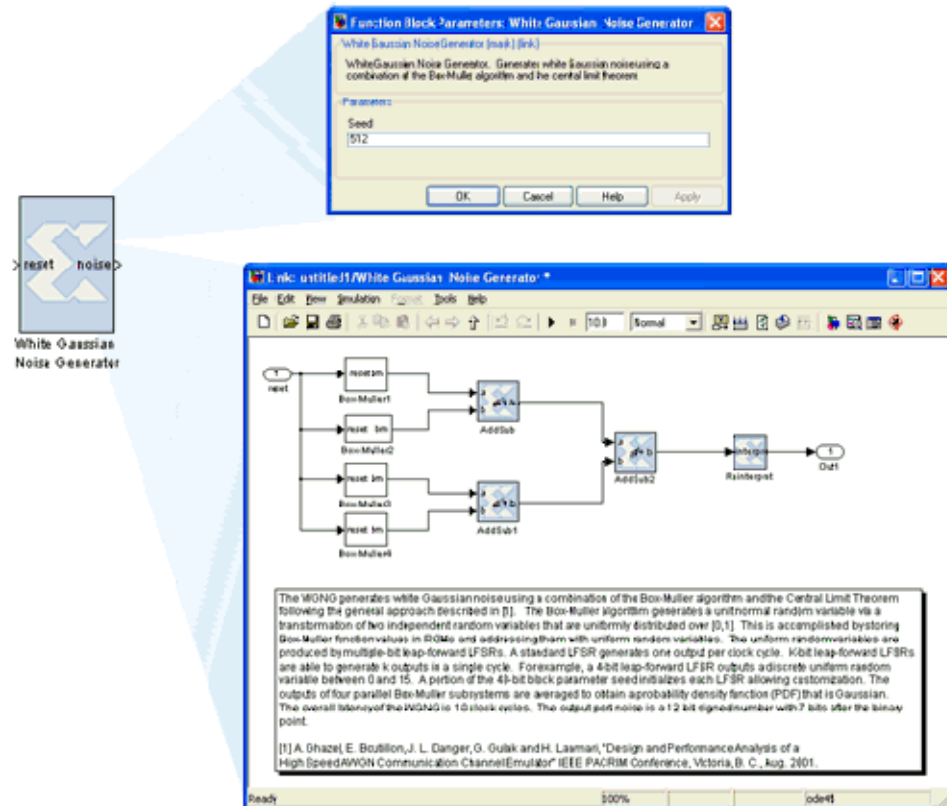 Function Block Parameters: White Gaussian Noise Generator
White Gaussian Noise Generator (mask) (link)
White Gaussian Noise Generator. Generates white Gaussian noise using a
combination of the Box-Muller algorithm and the central limit theorem
Parameters
Seed
512
OK Cancel Help Apply
reset noise
White Gaussian
Noise Generator
Link: untitled1/White Gaussian Noise Generator *
File Edit View Simulation Format Tools Help
10.0 Normal
1
reset
reset bm
Box-Muller1
reset bm
Box-Muller2
reset bm
Box-Muller3
reset bm
Box-Muller4
a
b
AddSub
a
b
AddSub1
a
b
AddSub2
Reinterpret
1
Out1
The WGNG generates white Gaussian noise using a combination of the Box-Muller algorithm and the Central Limit Theorem
following the general approach described in [1]. The Box-Muller algorithm generates a unit normal random variable via a
transformation of two independent random variables that are uniformly distributed over [0,1]. This is accomplished by storing
Box-Muller function values in ROMs and addressing them with uniform random variables. The uniform random variables are
produced by multiple-bit leap-forward LFSRs. A standard LFSR generates one output per clock cycle. K-bit leap-forward LFSRs
are able to generate k outputs in a single cycle. For example, a 4-bit leap-forward LFSR outputs a discrete uniform random
variable between 0 and 15. A portion of the 48-bit block parameter seed initializes each LFSR allowing customization. The
outputs of four parallel Box-Muller subsystems are averaged to obtain a probability density function (PDF) that is Gaussian.
The overall latency of the WGNG is 10 clock cycles. The output port noise is a 12 bit signed number with 7 bits after the binary
point.
[1] A. Ghazel, E. Boutillon, J. L. Danger, G. Gulak and H. Laamari, "Design and Performance Analysis of a
High Speed AWGN Communication Channel Emulator" IEEE PACRIM Conference, Victoria, B. C., Aug. 2001.
Ready 100% ode45